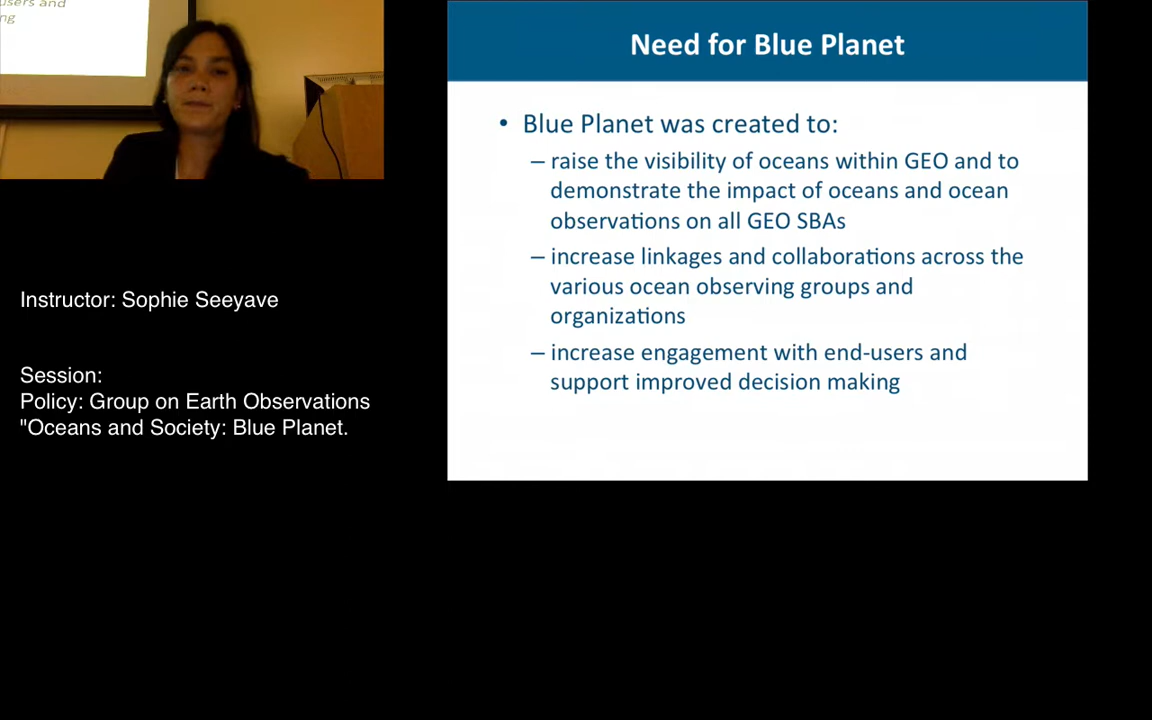 users and
ng
Need for Blue Planet
• Blue Planet was created to:
– raise the visibility of oceans within GEO and to
demonstrate the impact of oceans and ocean
observations on all GEO SBAs
– increase linkages and collaborations across the
various ocean observing groups and
organizations
– increase engagement with end-users and
support improved decision making
Instructor: Sophie Seeyave
Session:
Policy: Group on Earth Observations
"Oceans and Society: Blue Planet.